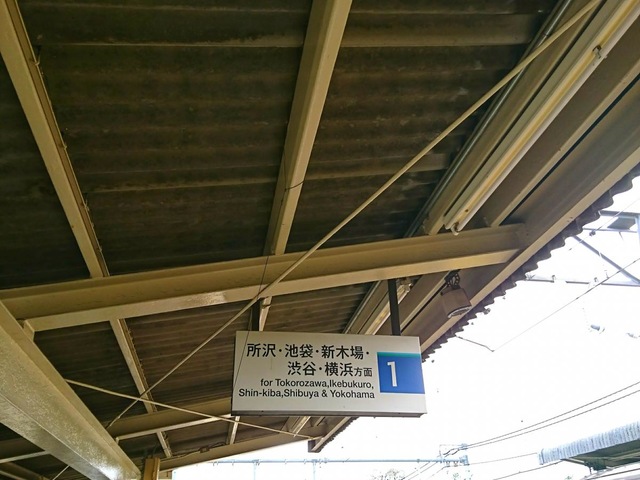 所沢・池袋・新木場・
渋谷・横浜方面
for Tokorozawa,Ikebukuro,
Shin-kiba,Shibuya & Yokohama
1